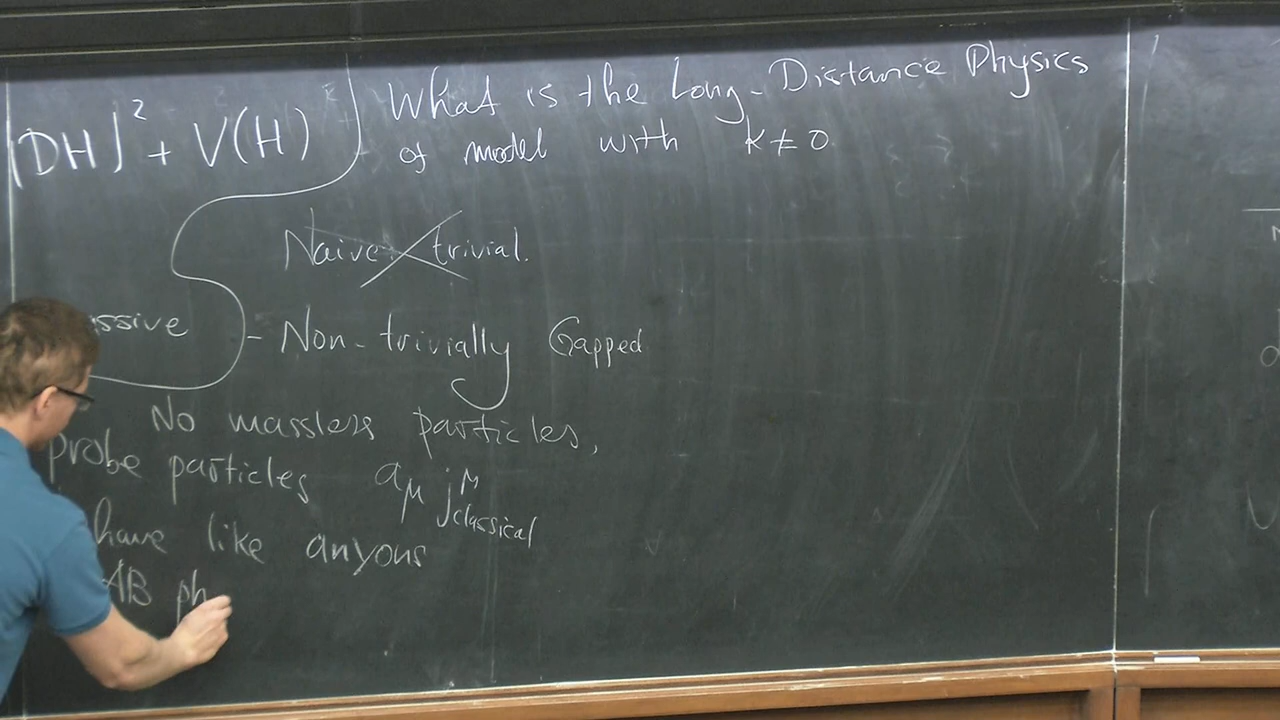 |DH|² + V(H)
What is the Long-Distance Physics
of model with k≠0
Naive trivial.
ssive
- Non-trivially Gapped
No massless particles,
probe particles aμ j^μ classical
have like anyons
AB ph